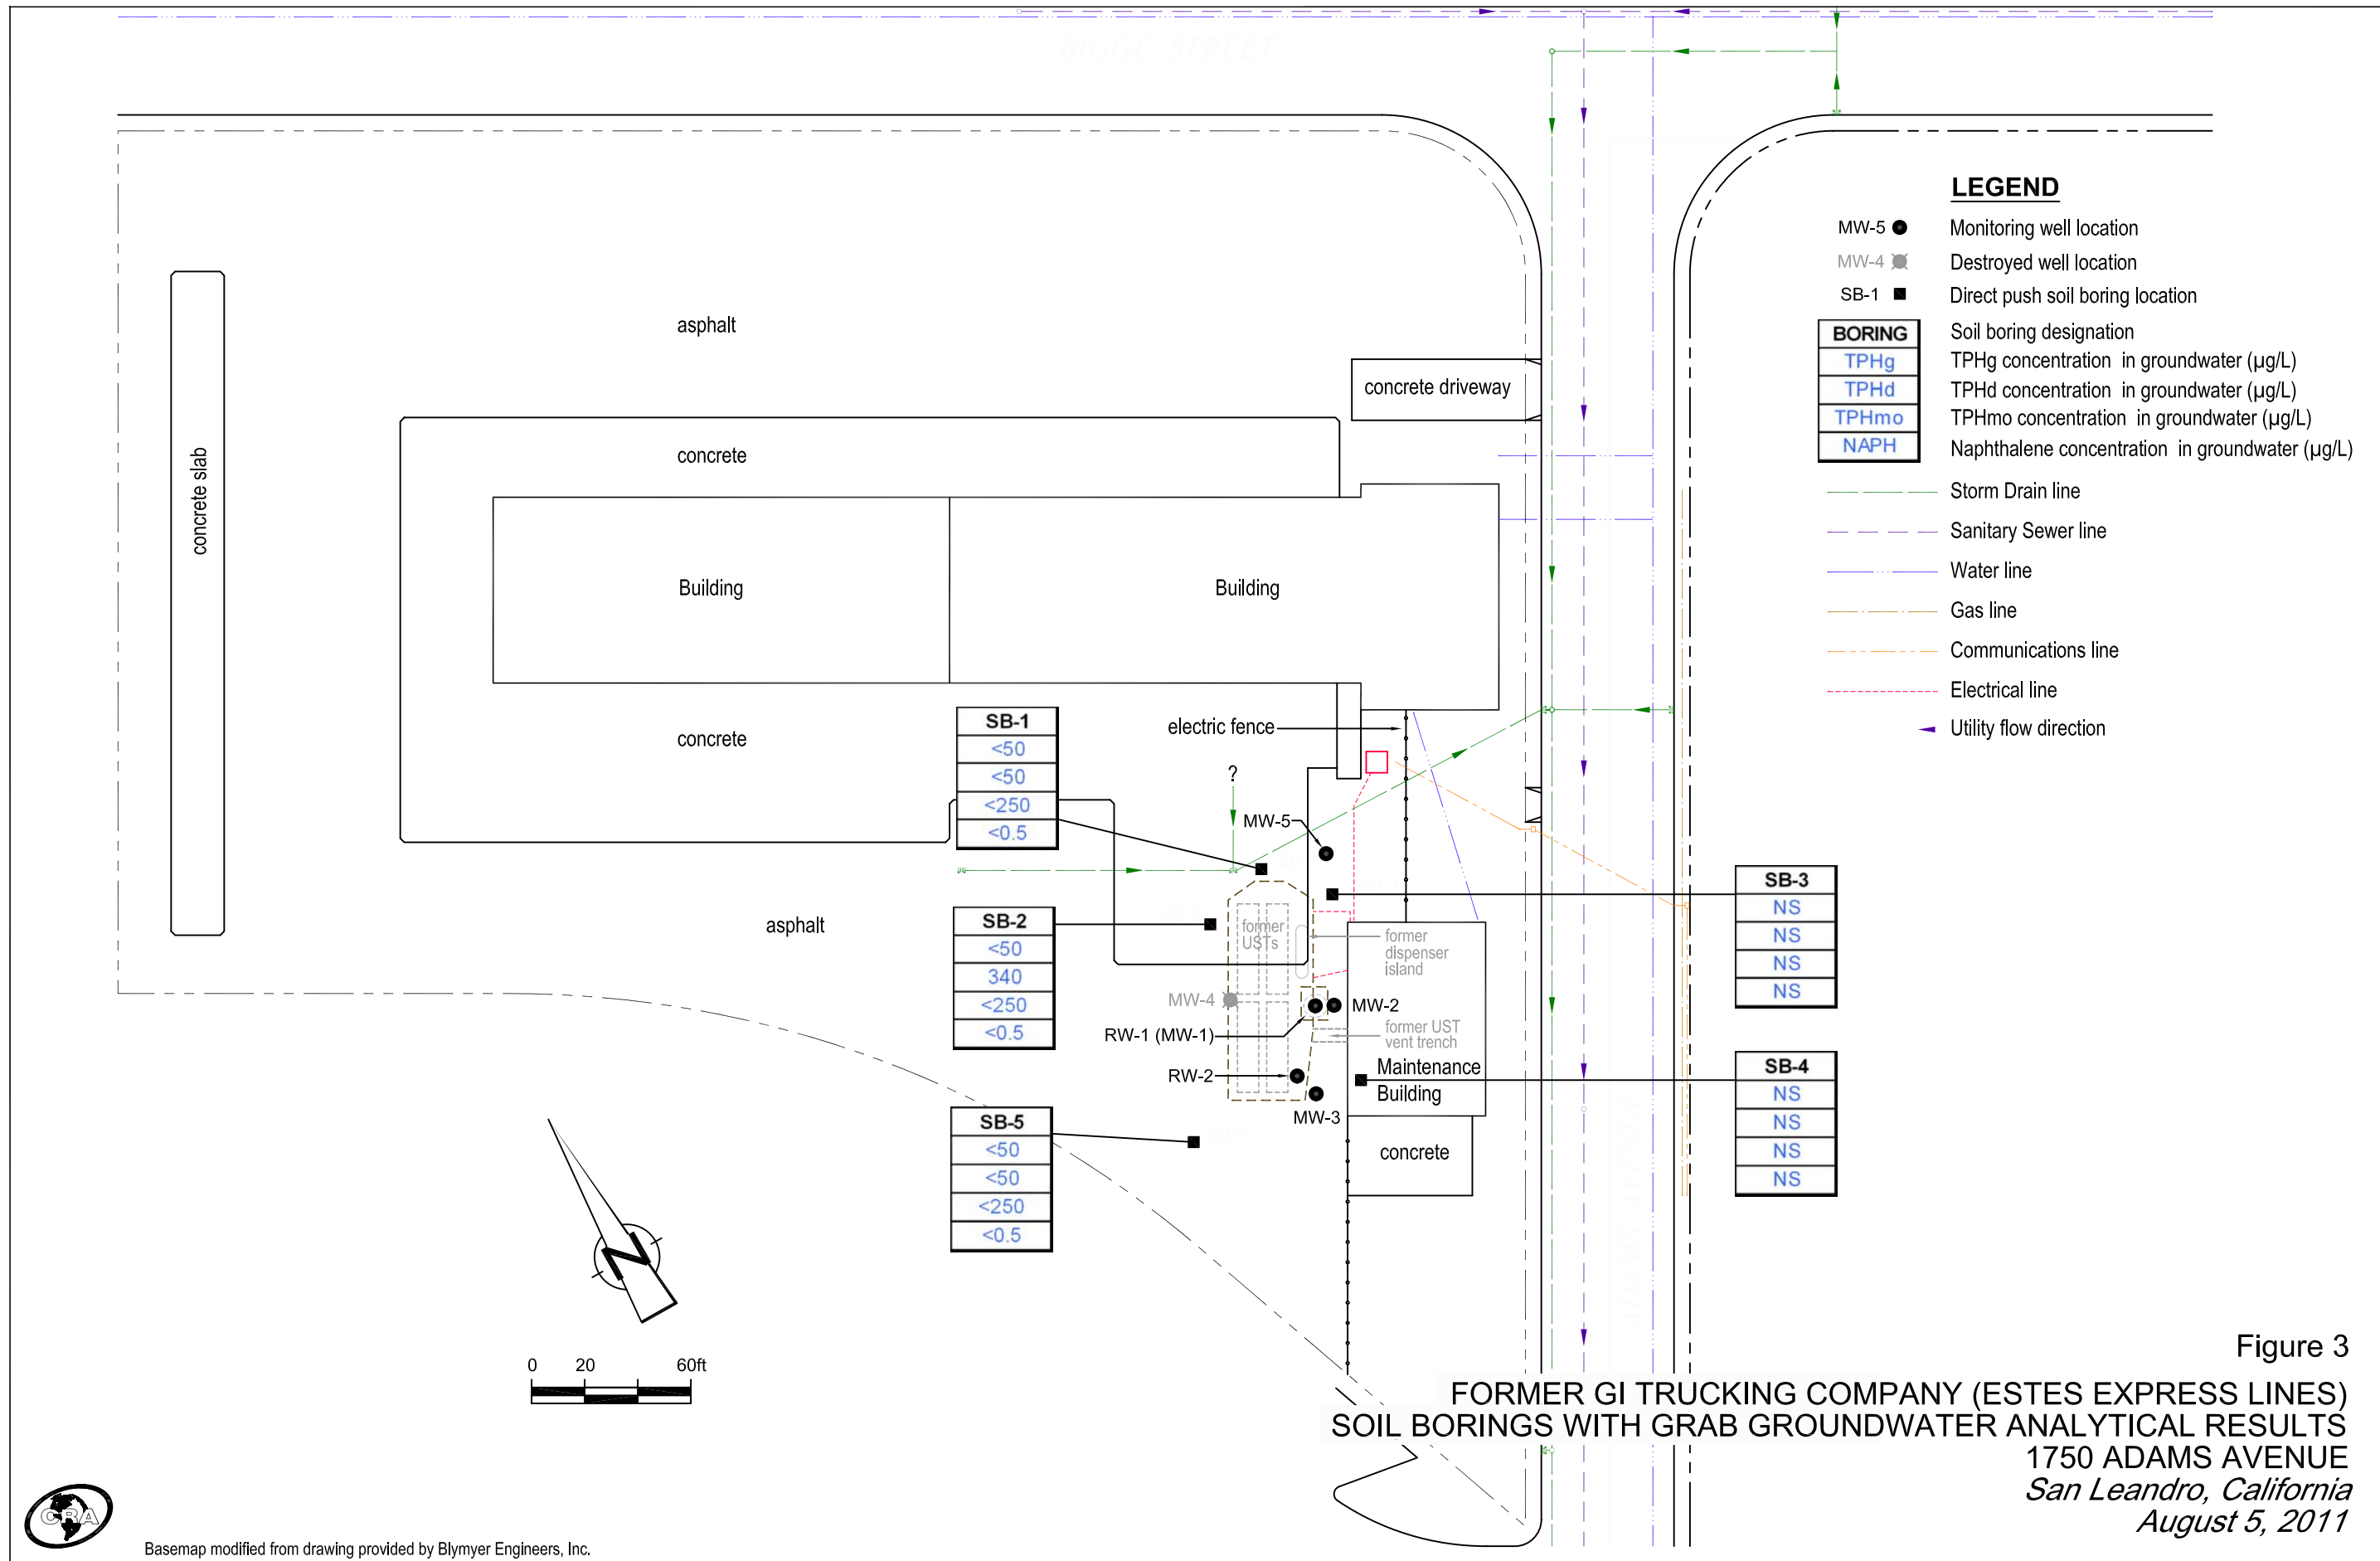 BIGGE STREET
LEGEND
MW-5 Monitoring well location
MW-4 Destroyed well location
SB-1 Direct push soil boring location
BORING Soil boring designation
TPHg TPHg concentration in groundwater (µg/L)
TPHd TPHd concentration in groundwater (µg/L)
TPHmo TPHmo concentration in groundwater (µg/L)
NAPH Naphthalene concentration in groundwater (µg/L)
Storm Drain line
Sanitary Sewer line
Water line
Gas line
Communications line
Electrical line
Utility flow direction
asphalt
concrete driveway
concrete slab
concrete
Building
Building
concrete
electric fence
?
SB-1
<50
<50
<250
<0.5
MW-5
SB-2
<50
340
<250
<0.5
asphalt
former
USTs
former
dispenser
island
SB-3
NS
NS
NS
NS
MW-4
MW-2
RW-1 (MW-1)
former UST
vent trench
RW-2
Maintenance
Building
MW-3
SB-4
NS
NS
NS
NS
SB-5
<50
<50
<250
<0.5
concrete
N
0 20 60ft
Figure 3
FORMER GI TRUCKING COMPANY (ESTES EXPRESS LINES)
SOIL BORINGS WITH GRAB GROUNDWATER ANALYTICAL RESULTS
1750 ADAMS AVENUE
San Leandro, California
August 5, 2011
CRA
Basemap modified from drawing provided by Blymyer Engineers, Inc.